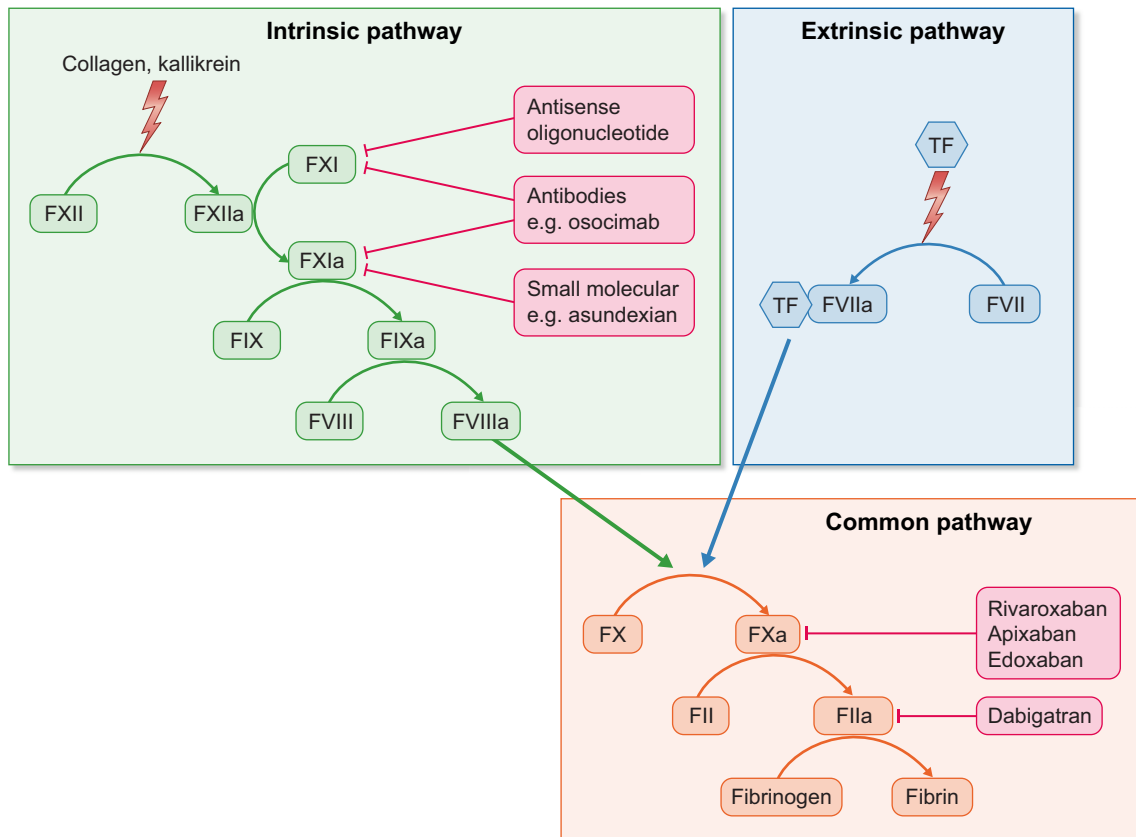 Intrinsic pathway
Collagen, kallikrein
Antisense
oligonucleotide
FXI
FXII
FXIIa
Antibodies
e.g. osocimab
FXIa
Small molecular
e.g. asundexian
FIX
FIXa
FVIII
FVIIIa
Extrinsic pathway
TF
TF
FVIIa
FVII
Common pathway
FX
FXa
Rivaroxaban
Apixaban
Edoxaban
FII
FIIa
Dabigatran
Fibrinogen
Fibrin